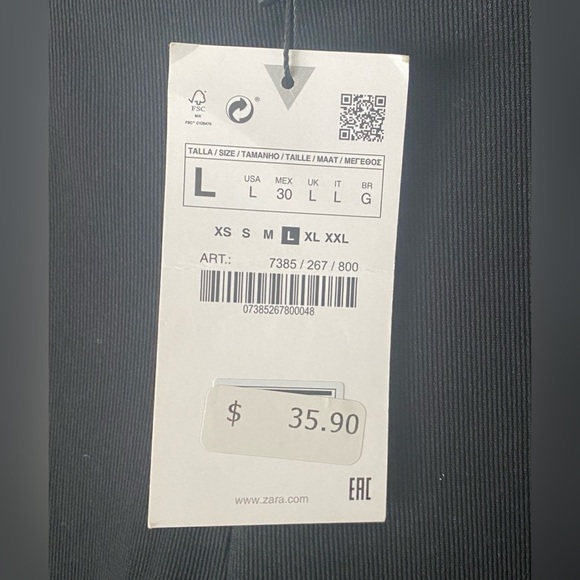 FSC
MIX
TALLA / SIZE / TAMANHO / TAILLE / MAAT / ΜΕΓΕΘΟΣ
L
USA MEX UK IT BR
L 30 L L G
XS S M L XL XXL
ART.: 7385 / 267 / 800
07385267800048
$ 35.90
www.zara.com
EAC